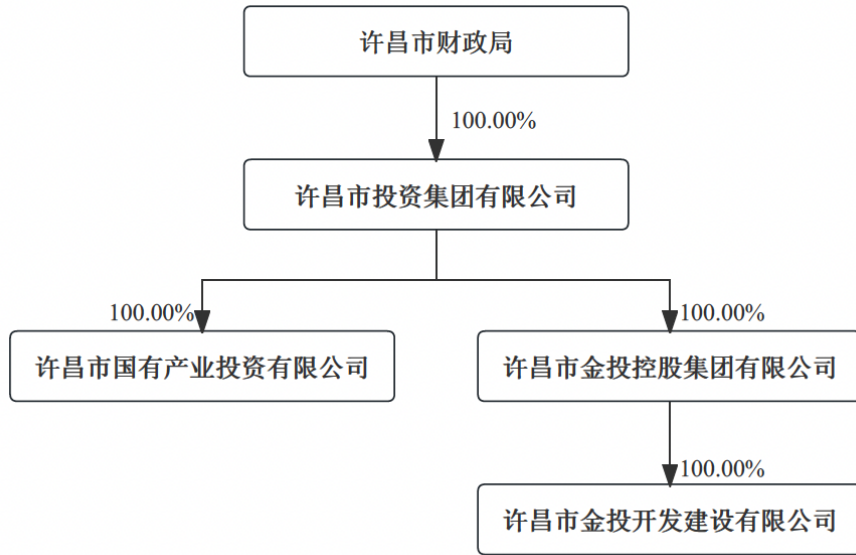 许昌市财政局
100.00%
许昌市投资集团有限公司
100.00%
100.00%
许昌市国有产业投资有限公司
许昌市金投控股集团有限公司
100.00%
许昌市金投开发建设有限公司